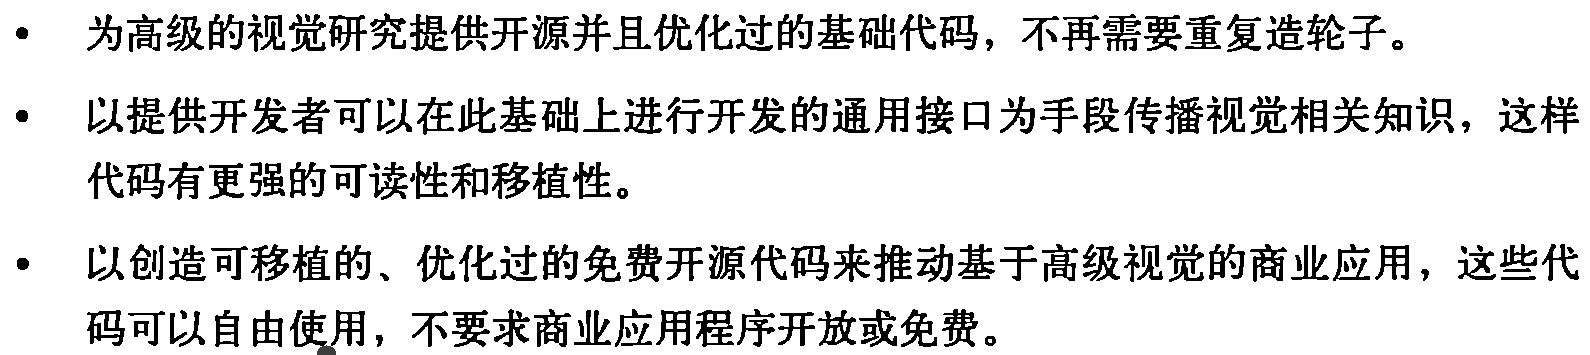 • 为高级的视觉研究提供开源并且优化过的基础代码，不再需要重复造轮子。
• 以提供开发者可以在此基础上进行开发的通用接口为手段传播视觉相关知识，这样
代码有更强的可读性和移植性。
• 以创造可移植的、优化过的免费开源代码来推动基于高级视觉的商业应用，这些代
码可以自由使用，不要求商业应用程序开放或免费。